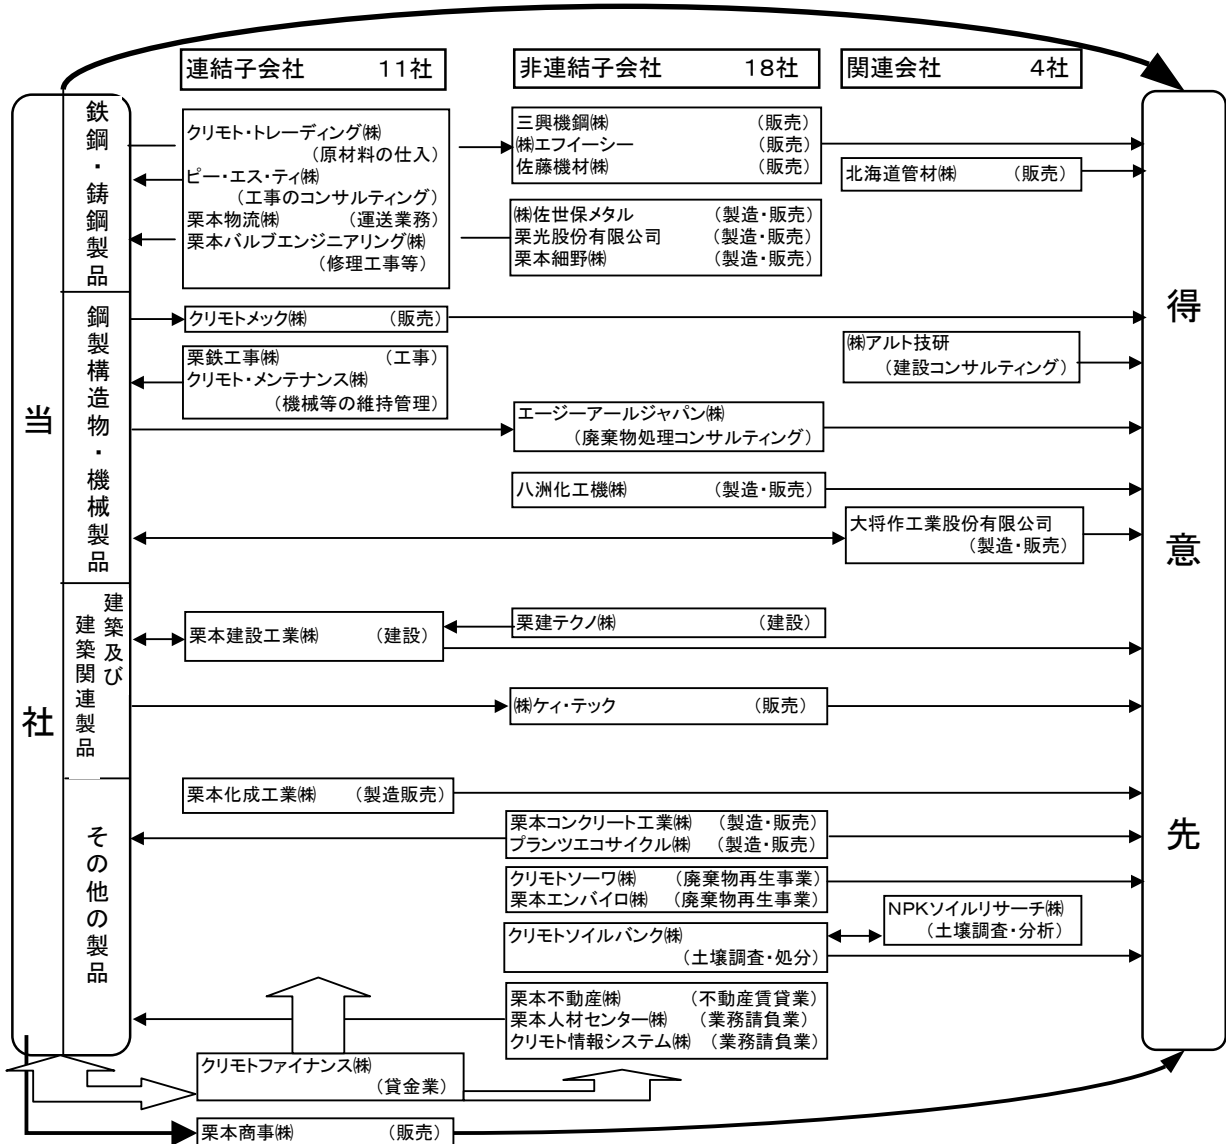 連結子会社 11社
非連結子会社 18社
関連会社 4社
当社
得意先
鉄鋼・鋳鋼製品
クリモト・トレーディング㈱
（原材料の仕入）
ピー・エス・ティ㈱
（工事のコンサルティング）
栗本物流㈱ （運送業務）
栗本バルブエンジニアリング㈱
（修理工事等）
三興機鋼㈱ （販売）
㈱エフイーシー （販売）
佐藤機材㈱ （販売）
北海道管材㈱ （販売）
㈱佐世保メタル （製造・販売）
栗光股份有限公司 （製造・販売）
栗本細野㈱ （製造・販売）
鋼製構造物・機械製品
クリモトメック㈱ （販売）
栗鉄工事㈱ （工事）
クリモト・メンテナンス㈱
（機械等の維持管理）
㈱アルト技研
（建設コンサルティング）
エージーアールジャパン㈱
（廃棄物処理コンサルティング）
八洲化工機㈱ （製造・販売）
大将作工業股份有限公司
（製造・販売）
建築及び
建築関連製品
栗本建設工業㈱ （建設）
栗建テクノ㈱ （建設）
㈱ケィ・テック （販売）
その他の製品
栗本化成工業㈱ （製造販売）
栗本コンクリート工業㈱ （製造・販売）
プランツエコサイクル㈱ （製造・販売）
クリモトソーワ㈱ （廃棄物再生事業）
栗本エンバイロ㈱ （廃棄物再生事業）
NPKソイルリサーチ㈱
（土壌調査・分析）
クリモトソイルバンク㈱
（土壌調査・処分）
栗本不動産㈱ （不動産賃貸業）
栗本人材センター㈱ （業務請負業）
クリモト情報システム㈱ （業務請負業）
クリモトファイナンス㈱
（貸金業）
栗本商事㈱ （販売）